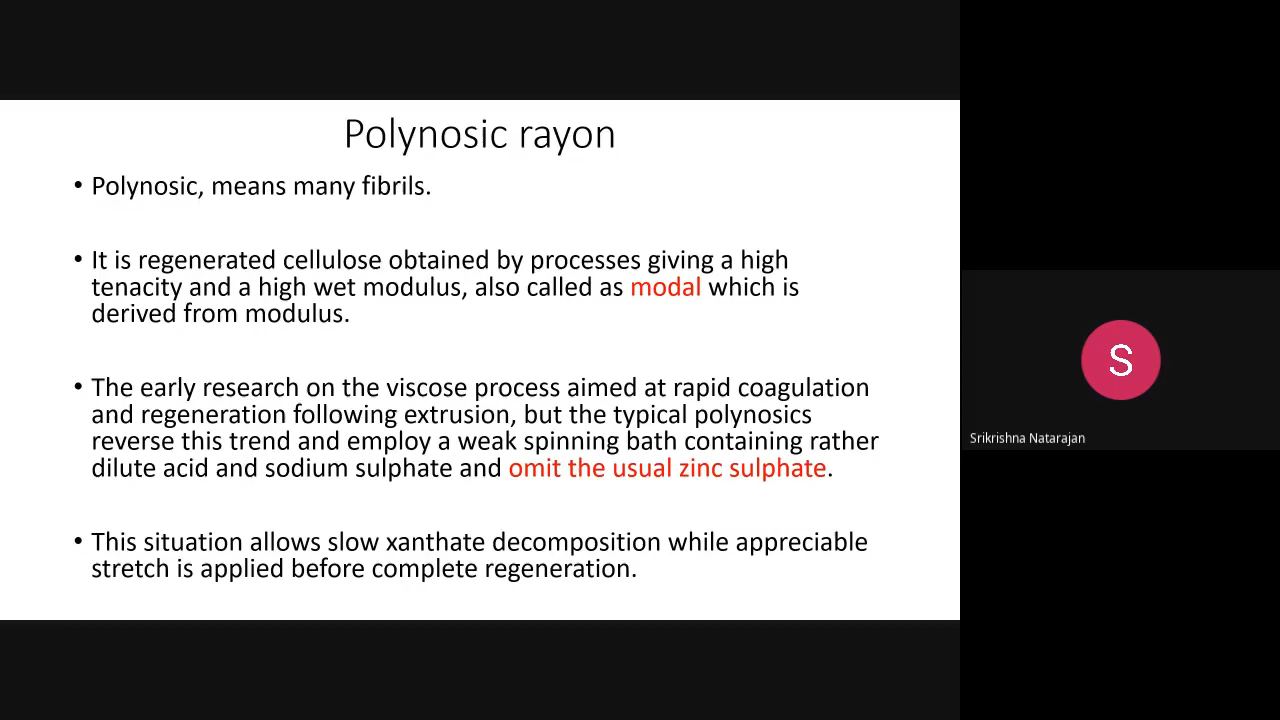 Polynosic rayon
• Polynosic, means many fibrils.
• It is regenerated cellulose obtained by processes giving a high
tenacity and a high wet modulus, also called as modal which is
derived from modulus.
• The early research on the viscose process aimed at rapid coagulation
and regeneration following extrusion, but the typical polynosics
reverse this trend and employ a weak spinning bath containing rather
dilute acid and sodium sulphate and omit the usual zinc sulphate.
• This situation allows slow xanthate decomposition while appreciable
stretch is applied before complete regeneration.
S
Srikrishna Natarajan